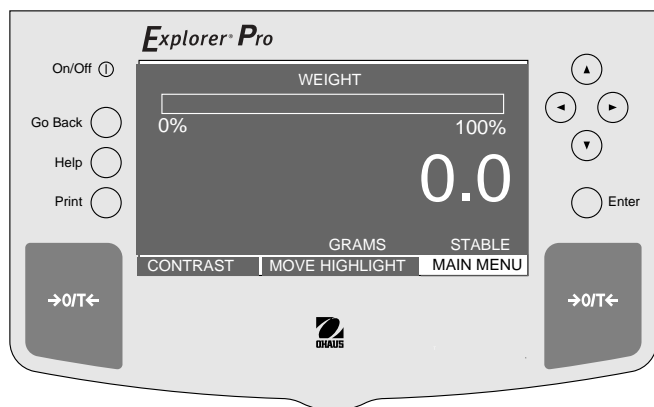 Explorer® Pro
On/Off
WEIGHT
Go Back
0% 100%
Help
0.0
Print
Enter
GRAMS STABLE
CONTRAST MOVE HIGHLIGHT MAIN MENU
→0/T← →0/T←
OHAUS